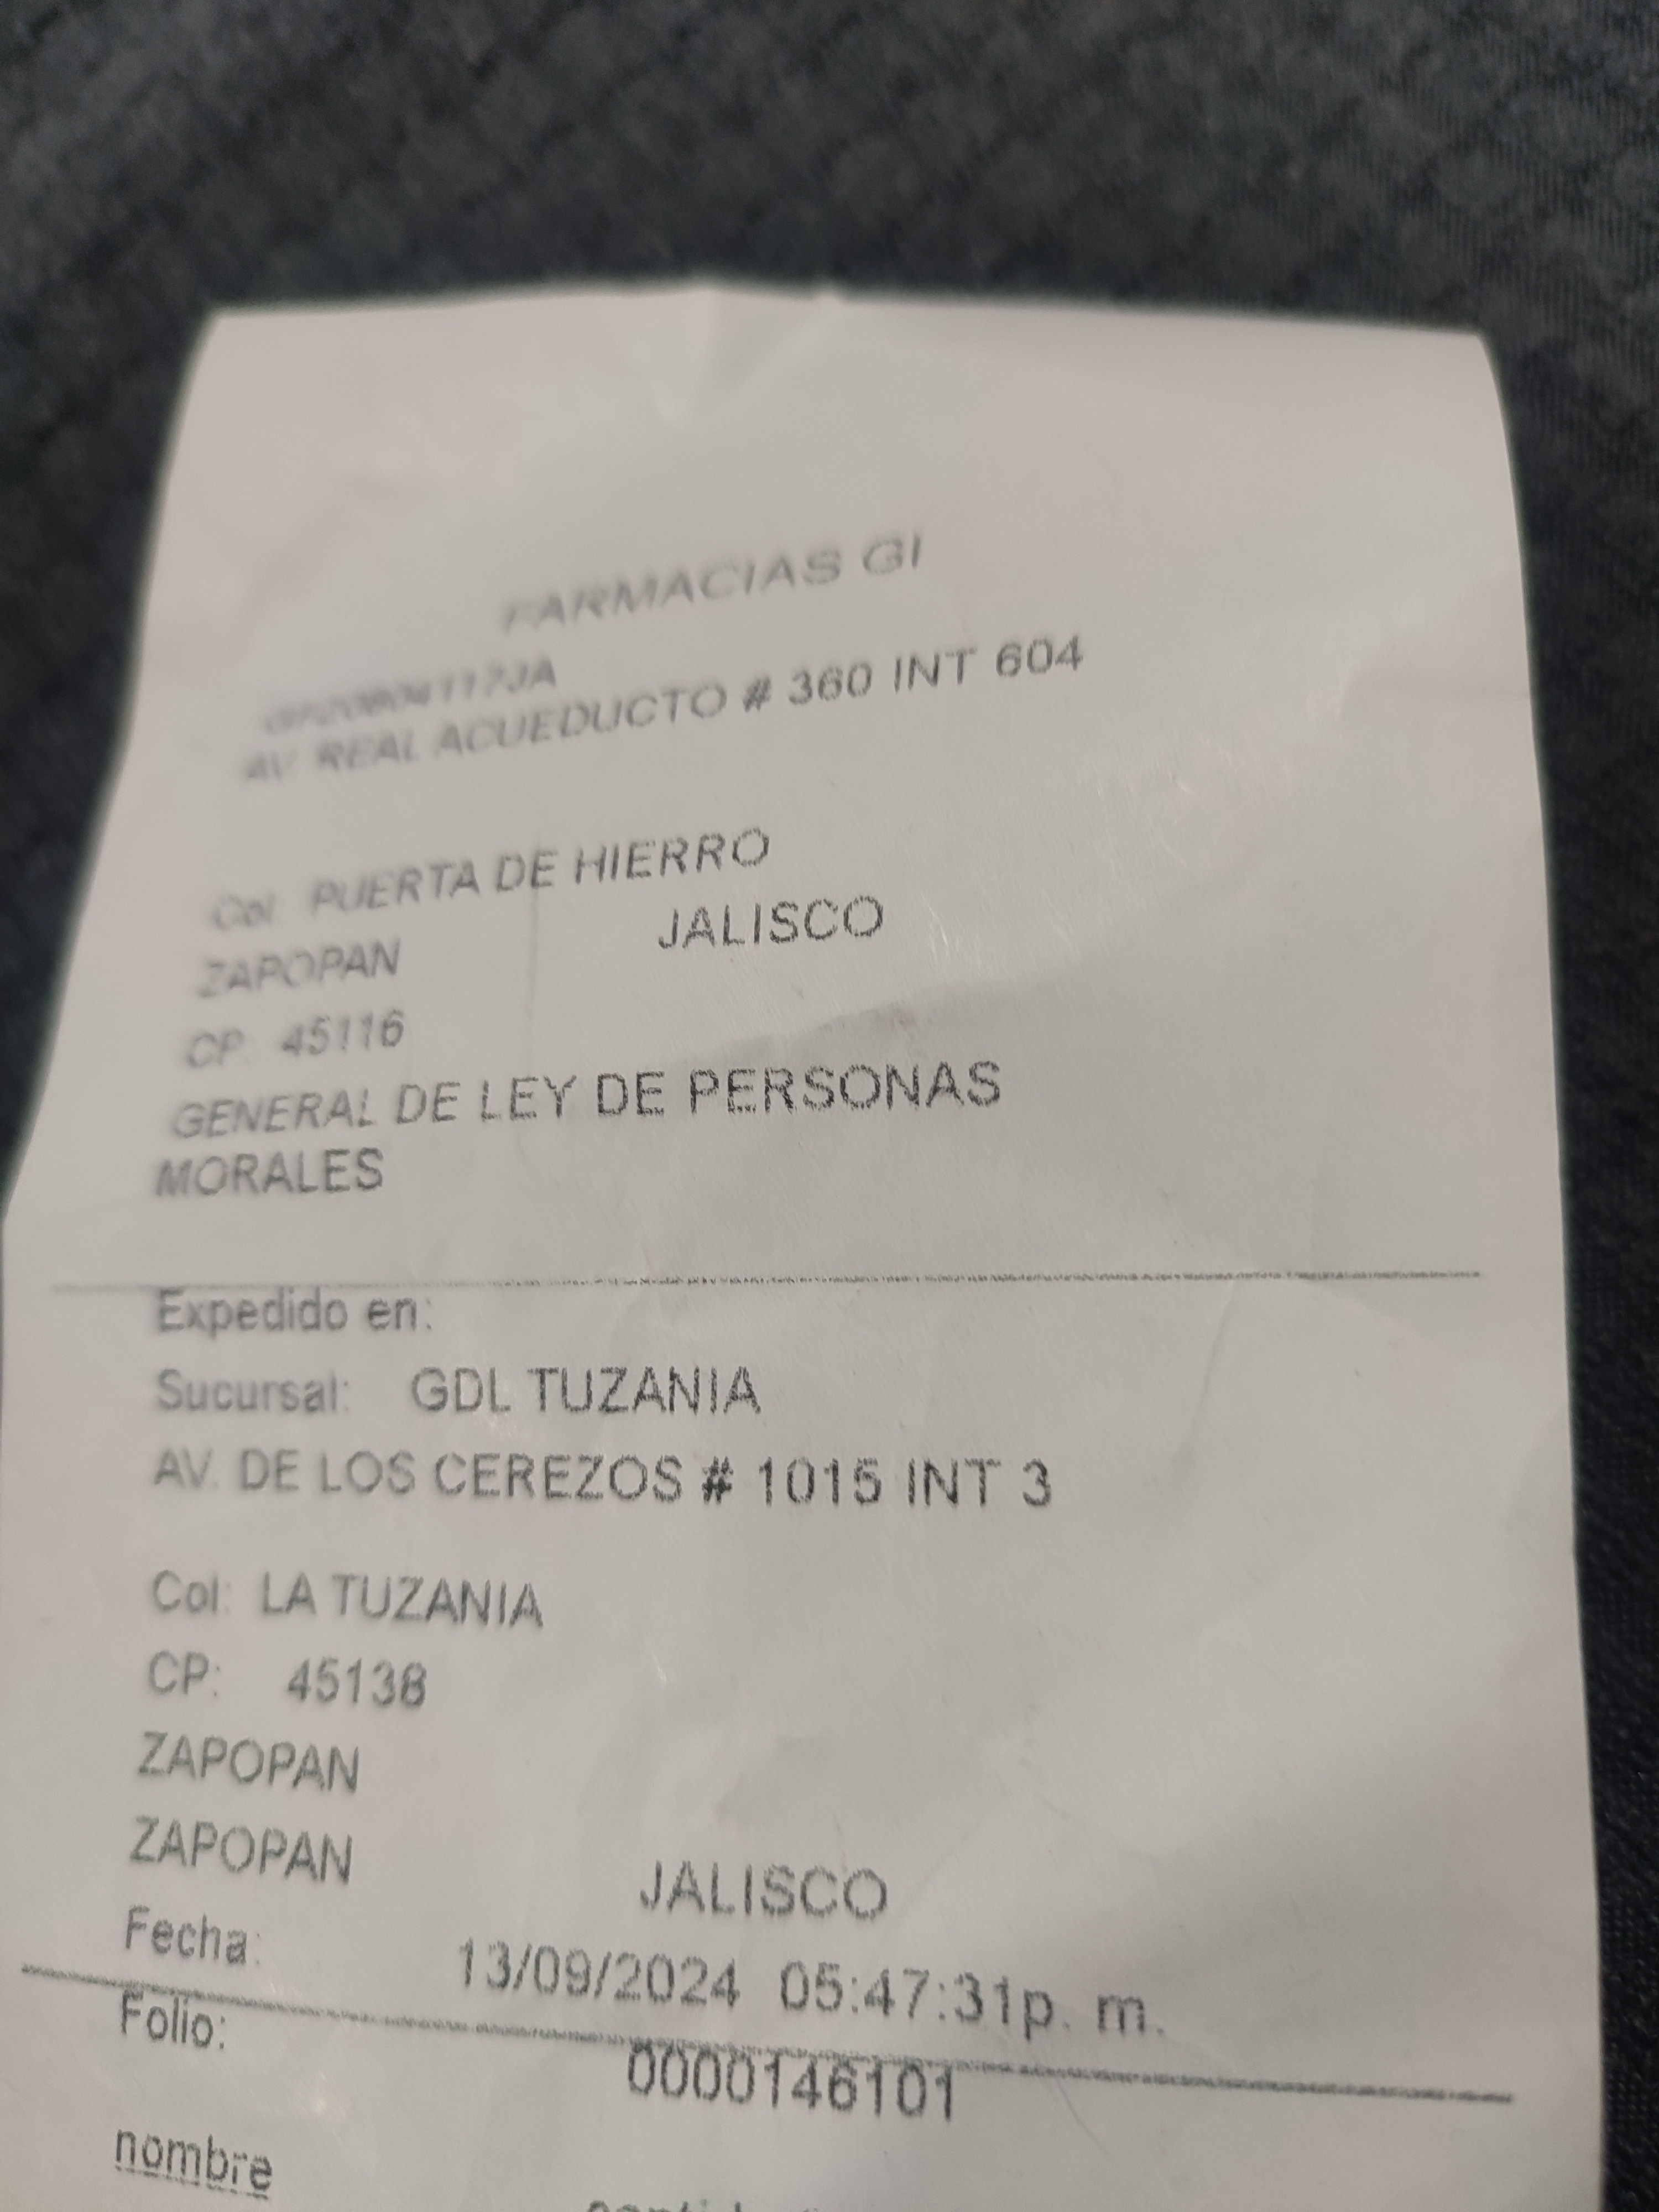 FARMACIAS GI
AV. REAL ACUEDUCTO # 360 INT 604
Col: PUERTA DE HIERRO
ZAPOPAN JALISCO
CP: 45116
GENERAL DE LEY DE PERSONAS
MORALES
Expedido en:
Sucursal: GDL TUZANIA
AV. DE LOS CEREZOS # 1015 INT 3
Col: LA TUZANIA
CP: 45138
ZAPOPAN
ZAPOPAN JALISCO
Fecha: 13/09/2024 05:47:31p. m.
Folio: 0000146101
nombre